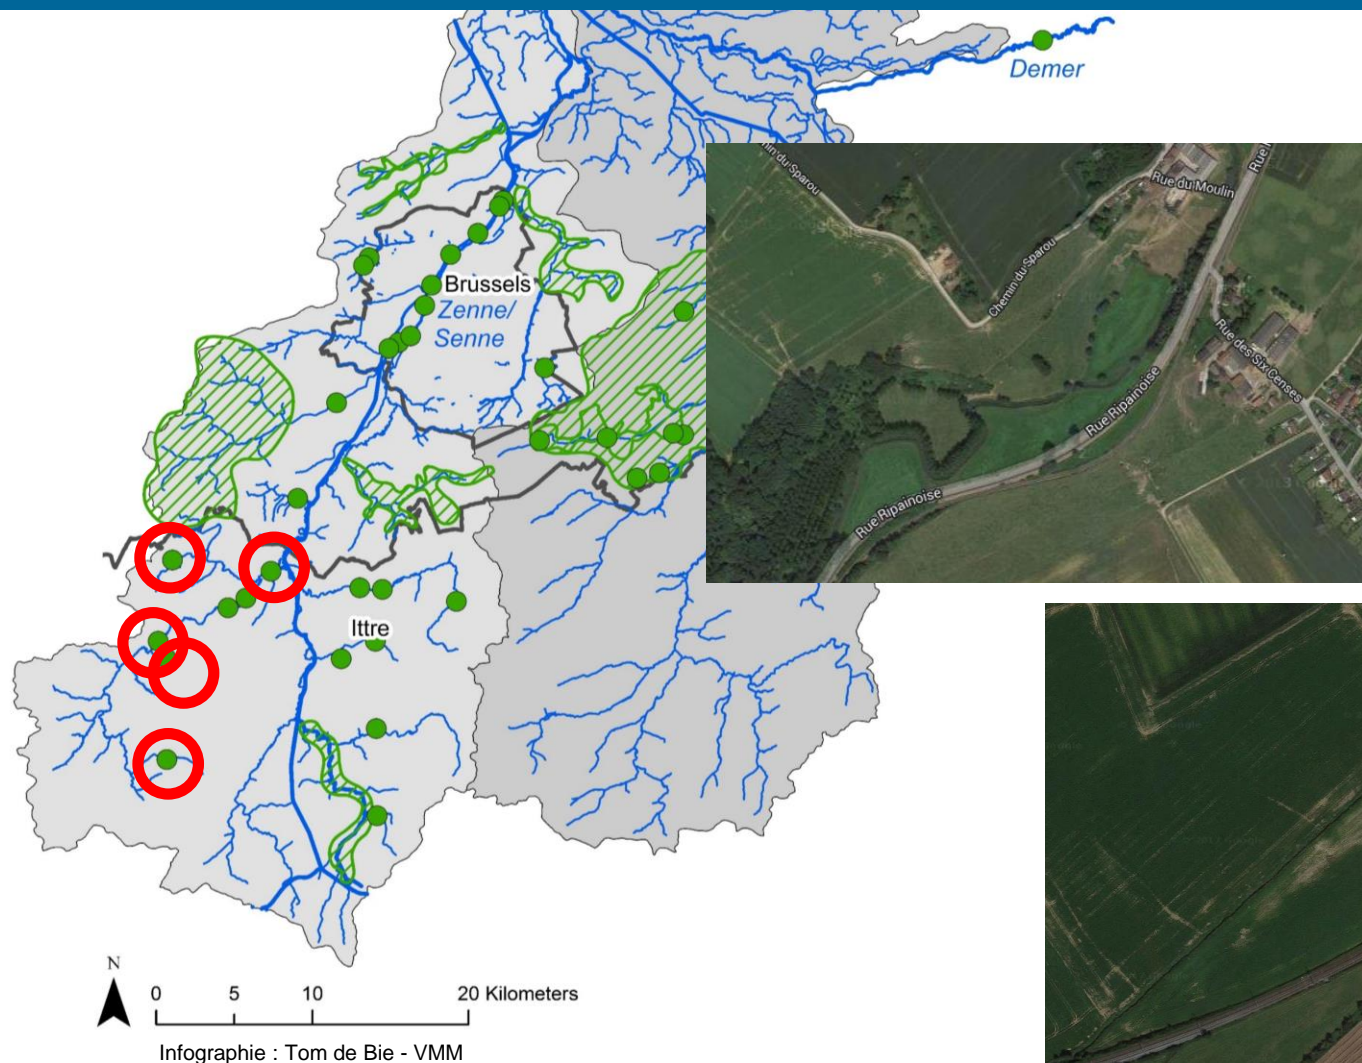 Demer
Brussels
Zenne/
Senne
Ittre
min du Sparou
Rue du Moulin
Chemin du Sparou
Rue des Six Censes
Rue Ripainoise
Rue Ripainoise
N
0 5 10 20 Kilometers
Infographie : Tom de Bie - VMM